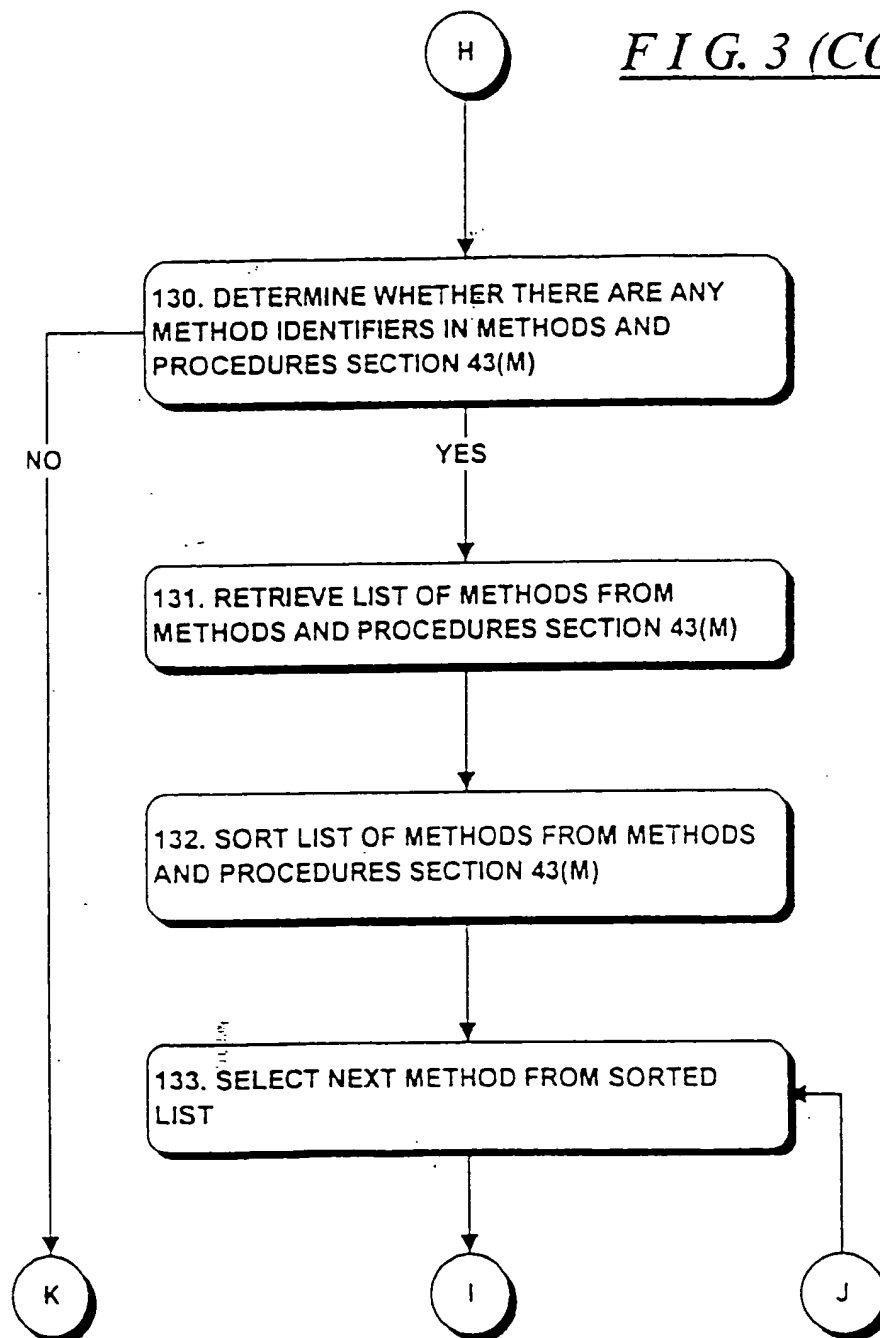 H
F I G. 3 (CO
130. DETERMINE WHETHER THERE ARE ANY
METHOD IDENTIFIERS IN METHODS AND
PROCEDURES SECTION 43(M)
NO
YES
131. RETRIEVE LIST OF METHODS FROM
METHODS AND PROCEDURES SECTION 43(M)
132. SORT LIST OF METHODS FROM METHODS
AND PROCEDURES SECTION 43(M)
133. SELECT NEXT METHOD FROM SORTED
LIST
K
I
J